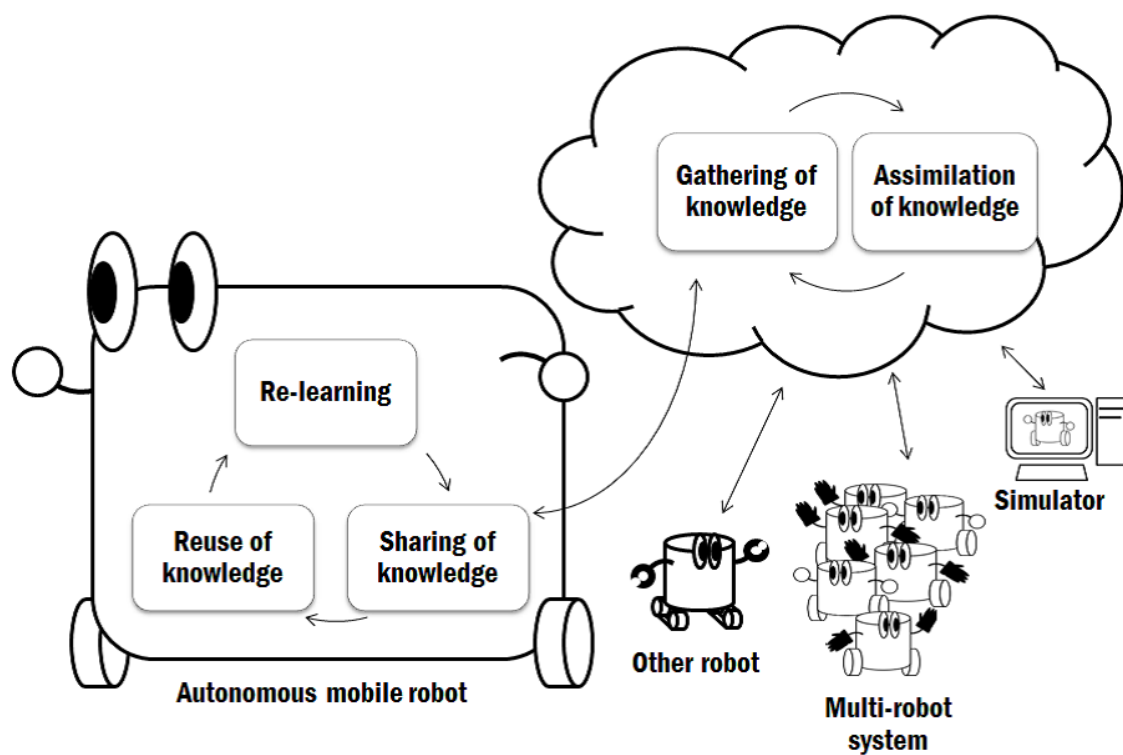 Gathering of
knowledge
Assimilation
of knowledge
Re-learning
Reuse of
knowledge
Sharing of
knowledge
Simulator
Other robot
Autonomous mobile robot
Multi-robot
system